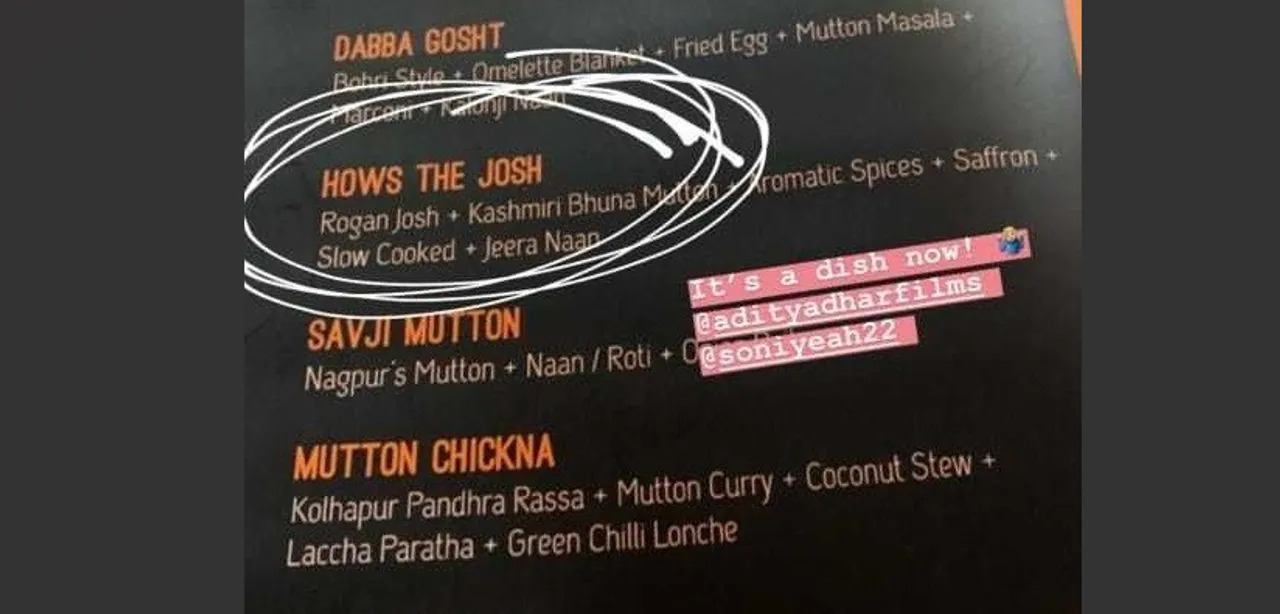 DABBA GOSHT
Bohri Style + Omelette Blanket + Fried Egg + Mutton Masala +
Marconi + Kalonji Naan
HOWS THE JOSH
Rogan Josh + Kashmiri Bhuna Mutton + Aromatic Spices + Saffron +
Slow Cooked + Jeera Naan
It's a dish now!
@adityadharfilms
@soniyeah22
SAVJI MUTTON
Nagpur's Mutton + Naan / Roti +
MUTTON CHICKNA
Kolhapur Pandhra Rassa + Mutton Curry + Coconut Stew +
Laccha Paratha + Green Chilli Lonche